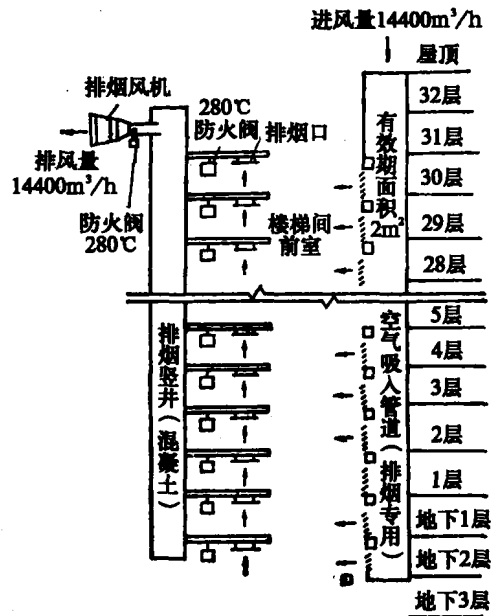 进风量14400m³/h
屋顶
排烟风机
280℃
防火阀
排烟口
排风量
14400m³/h
防火阀
280℃
楼梯间
前室
有效期面积2m²
32层
31层
30层
29层
28层
5层
4层
3层
2层
1层
地下1层
地下2层
地下3层
排烟竖井(混凝土)
空气吸入管道(排烟专用)